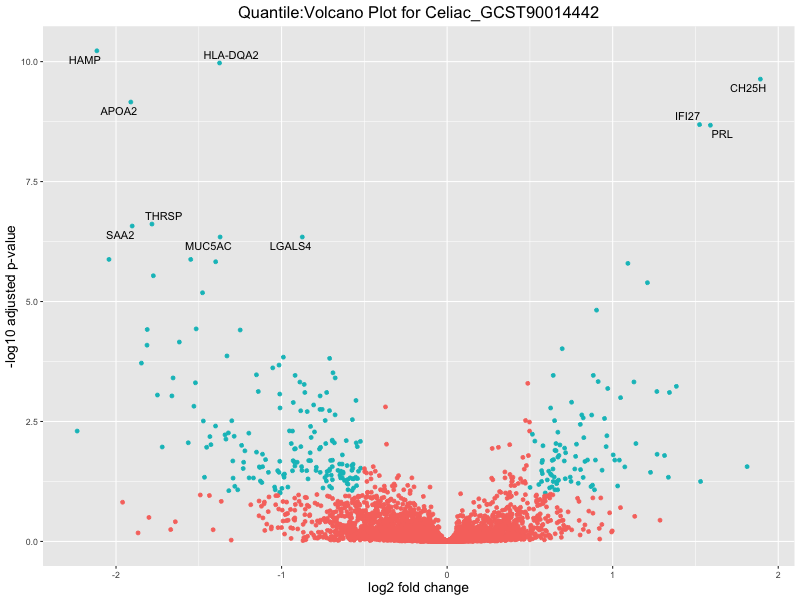 Quantile:Volcano Plot for Celiac_GCST90014442
HAMP
HLA-DQA2
CH25H
APOA2
IFI27
PRL
THRSP
SAA2
MUC5AC
LGALS4
10.0
7.5
5.0
2.5
0.0
-log10 adjusted p-value
-2
-1
0
1
2
log2 fold change